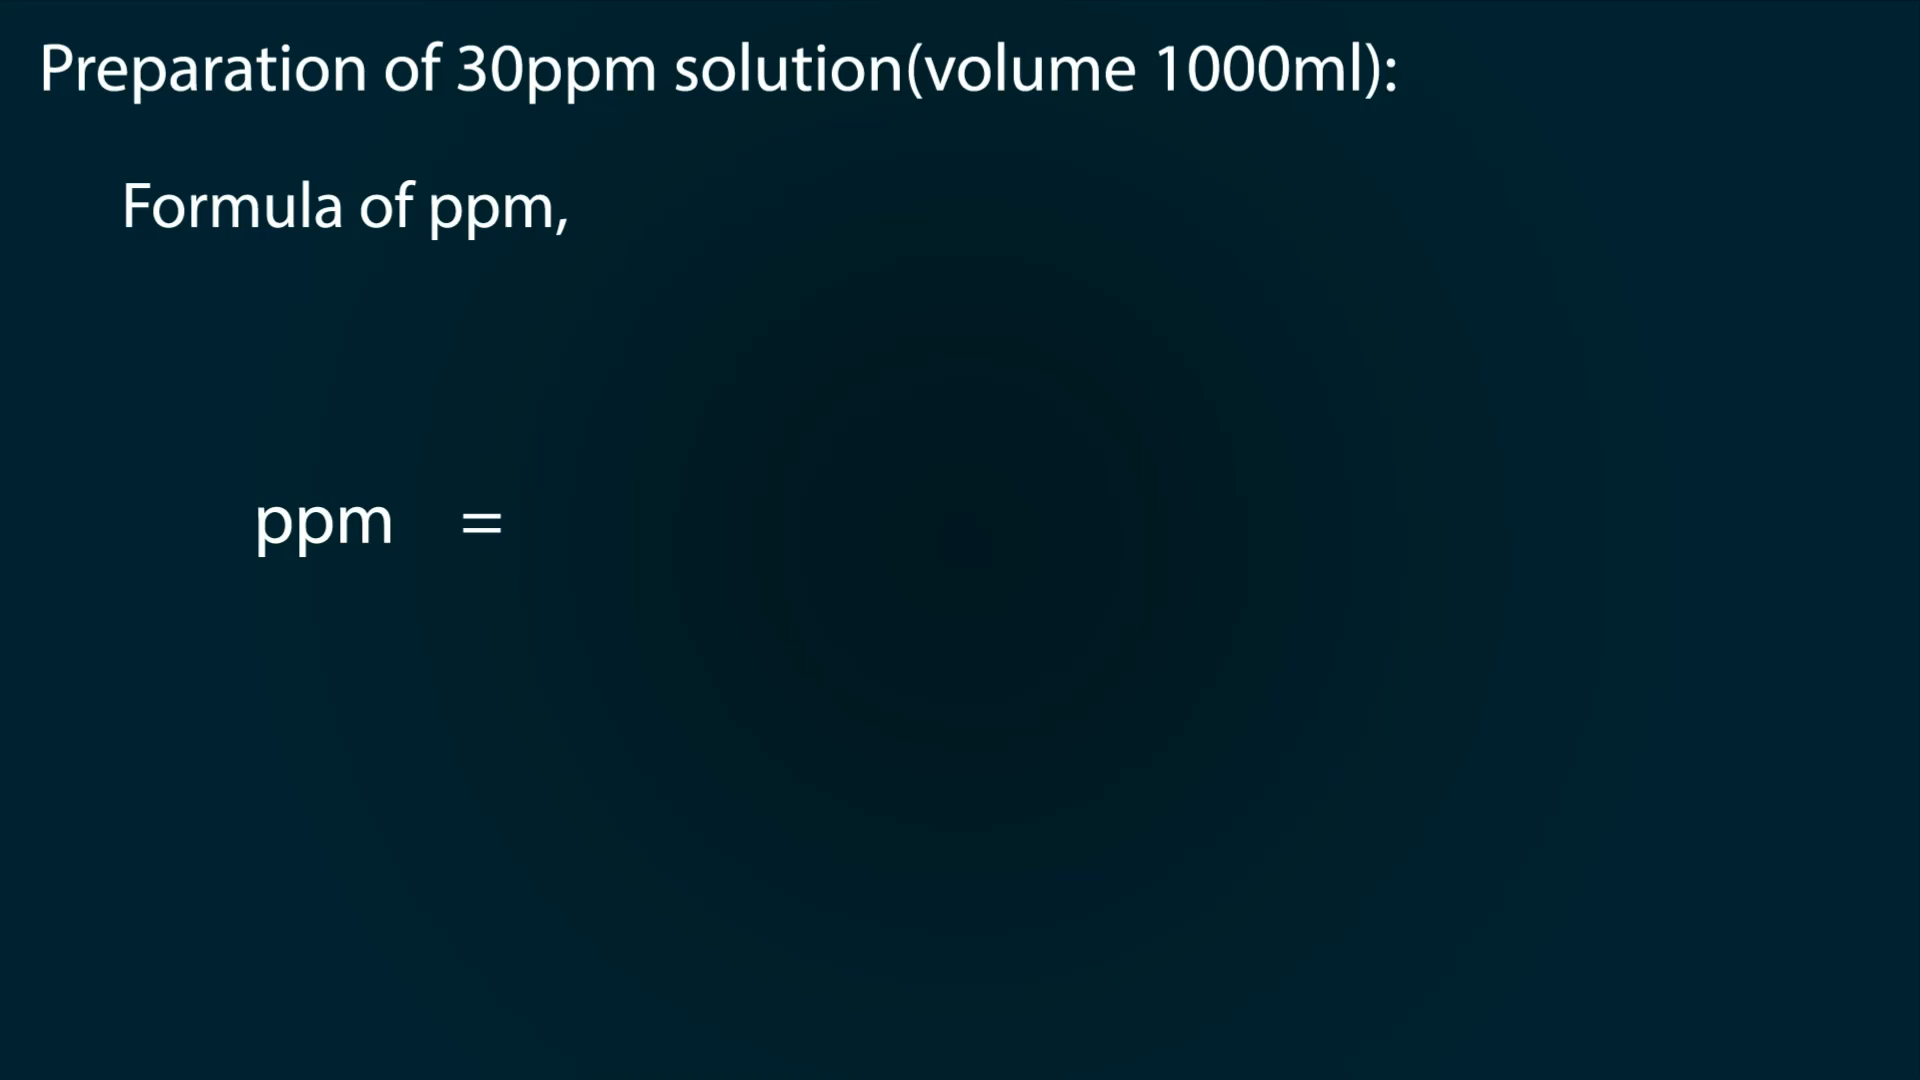 Preparation of 30ppm solution(volume 1000ml):
Formula of ppm,
ppm =